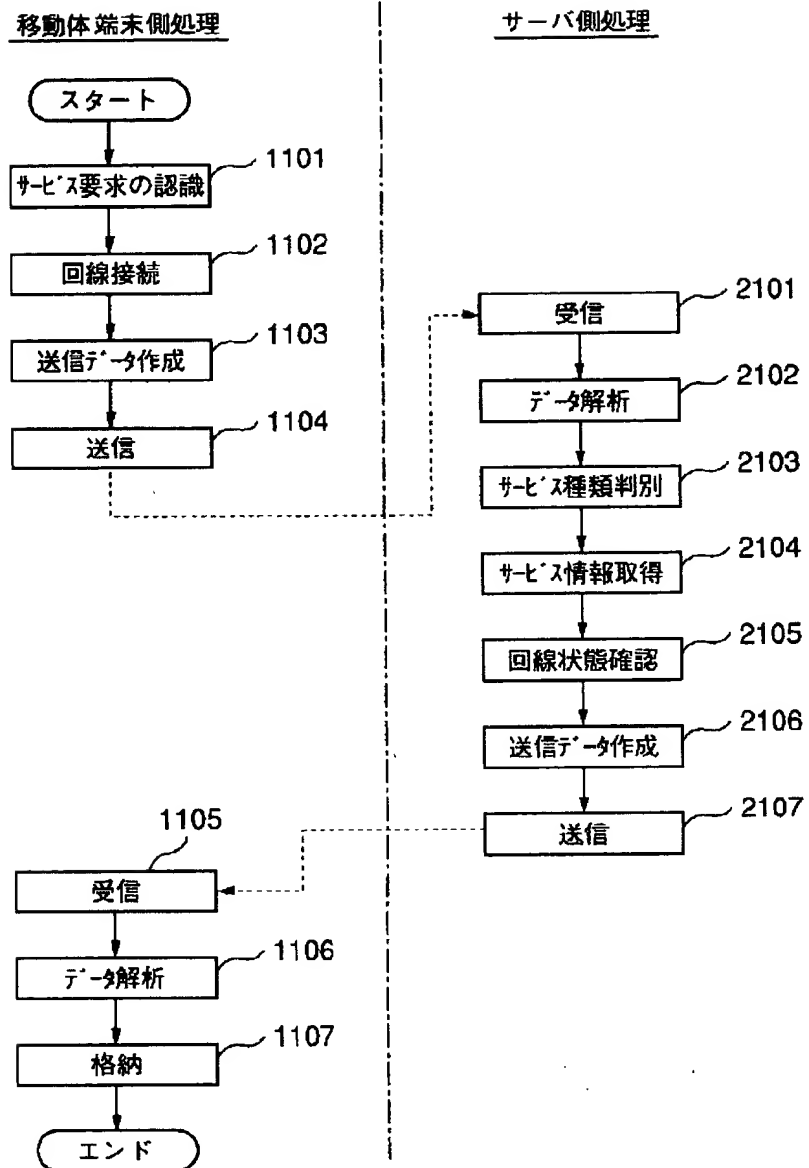 移動体端末側処理
スタート
1101
サービス要求の認識
1102
回線接続
1103
送信データ作成
1104
送信
サーバ側処理
2101
受信
2102
データ解析
2103
サービス種類判別
2104
サービス情報取得
2105
回線状態確認
2106
送信データ作成
2107
送信
1105
受信
1106
データ解析
1107
格納
エンド